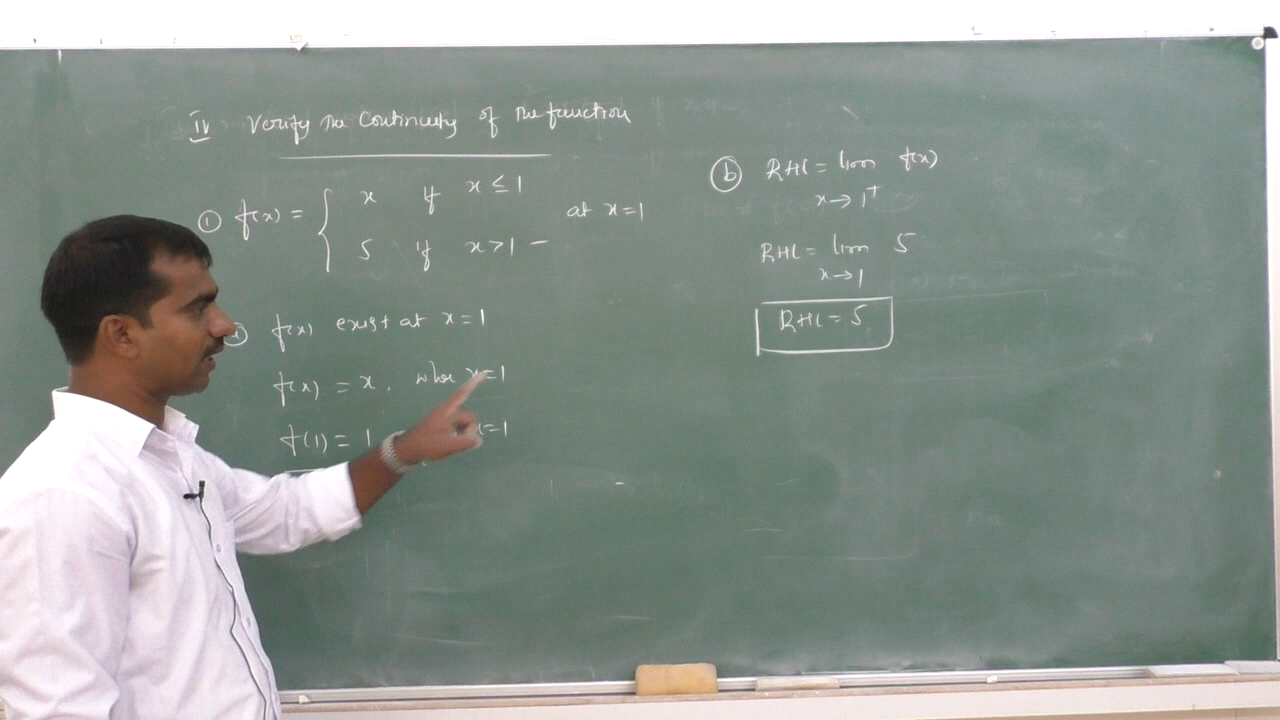 IV Verify the Continuity of the function
① f(x) = { x if x ≤ 1
5 if x > 1 –
at x=1
f(x) exist at x=1
f(x) = x, when x=1
f(1) = 1 x=1
ⓑ RHL = lim f(x)
x→1⁺
RHL = lim 5
x→1
RHL = 5